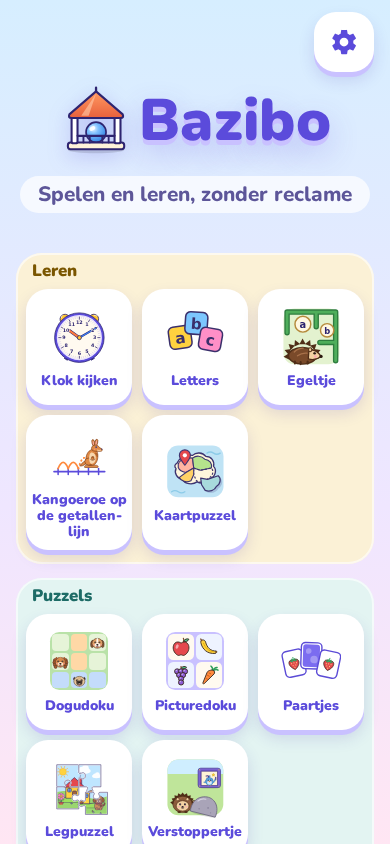 Bazibo
Spelen en leren, zonder reclame
Leren
Klok kijken
Letters
Egeltje
Kangoeroe op
de getallen-
lijn
Kaartpuzzel
Puzzels
Dogudoku
Picturedoku
Paartjes
Legpuzzel
Verstoppertje